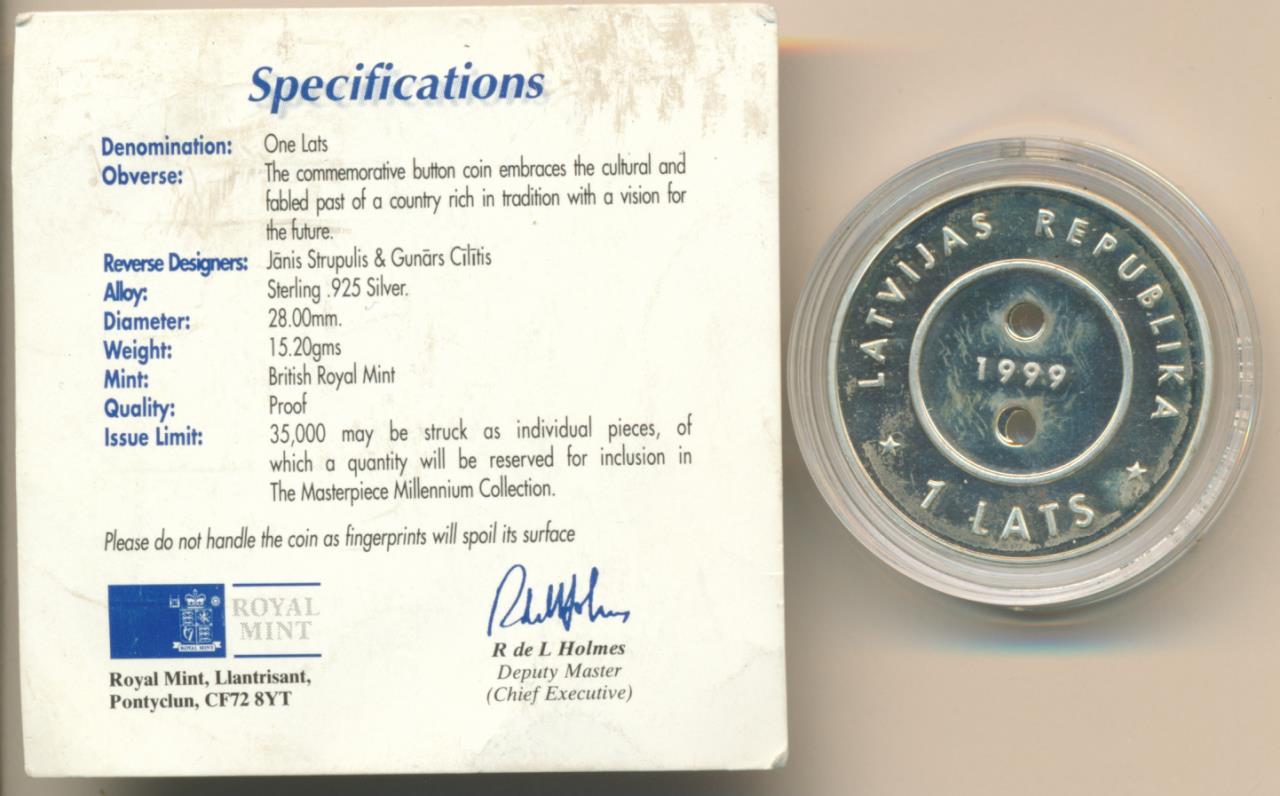 Specifications
Denomination: One Lats
Obverse: The commemorative button coin embraces the cultural and
fabled past of a country rich in tradition with a vision for
the future.
Reverse Designers: Jānis Strupulis & Gunārs Cīlītis
Alloy: Sterling .925 Silver.
Diameter: 28.00mm.
Weight: 15.20gms
Mint: British Royal Mint
Quality: Proof
Issue Limit: 35,000 may be struck as individual pieces, of
which a quantity will be reserved for inclusion in
The Masterpiece Millennium Collection.
Please do not handle the coin as fingerprints will spoil its surface
ROYAL MINT
ROYAL
MINT
Royal Mint, Llantrisant,
Pontyclun, CF72 8YT
R de L Holmes
Deputy Master
(Chief Executive)
LATVIJAS REPUBLIKA
1999
1 LATS